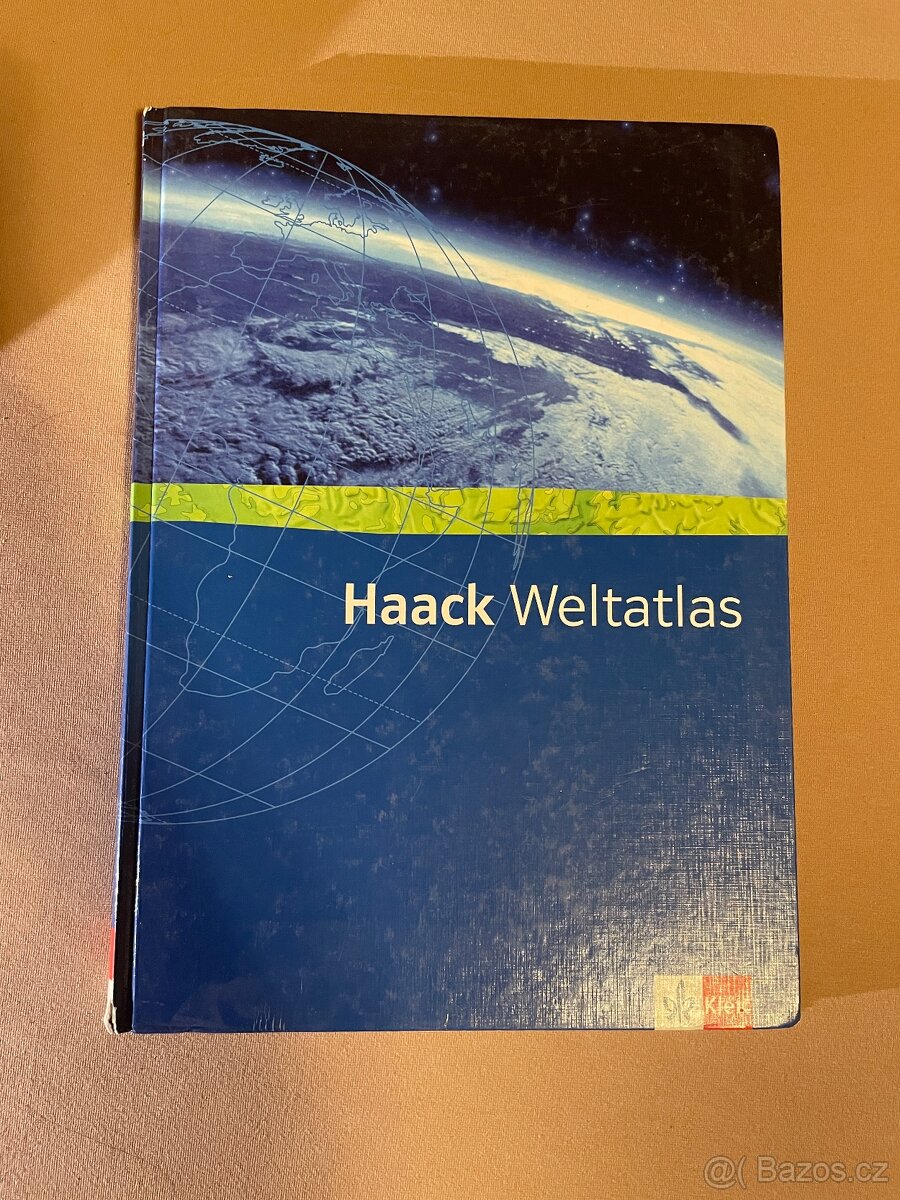 Haack Weltatlas
Klett
@( Bazos.cz